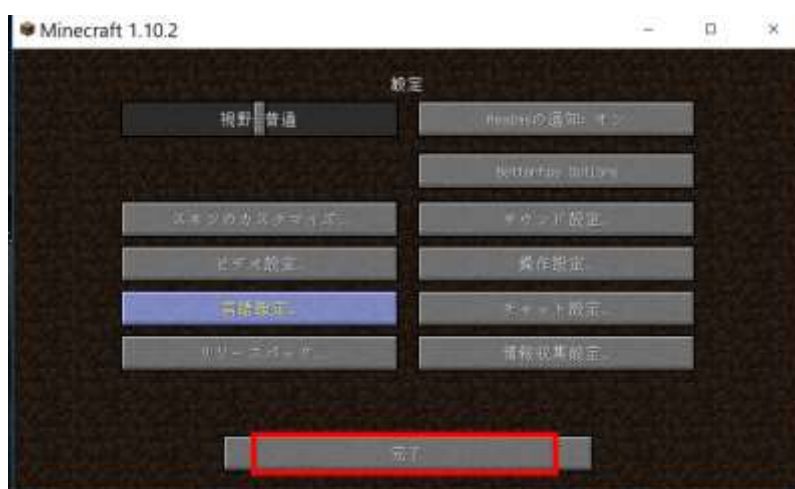 Minecraft 1.10.2
設定
視野: 普通
Realmsの通知: オン
BetterFps Options
スキンのカスタマイズ...
サウンド設定...
ビデオ設定...
操作設定...
言語設定...
チャット設定...
リソースパック...
情報収集設定...
完了